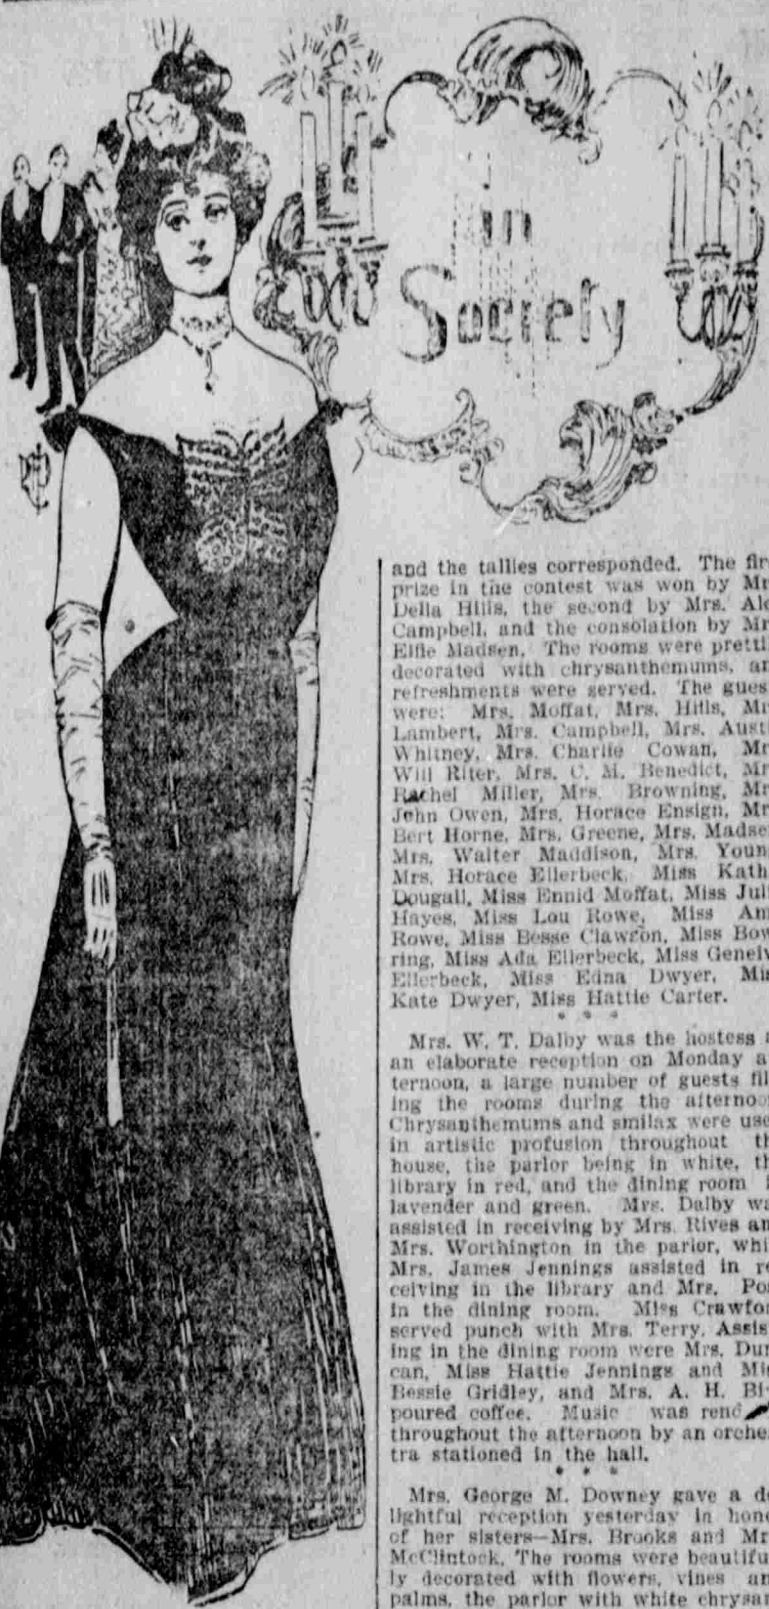 in
Society
and the tallies corresponded. The fir
prize in the contest was won by Mr
Della Hills, the second by Mrs. Ale
Campbell, and the consolation by Mr
Effie Madsen. The rooms were pretti
decorated with chrysanthemums, an
refreshments were served. The gues
were: Mrs. Moffat, Mrs. Hills, Mr
Lambert, Mrs. Campbell, Mrs. Aust
Whitney, Mrs. Charlie Cowan, Mr
Will Riter, Mrs. C. M. Benedict, Mr
Rachel Miller, Mrs. Browning, Mr
John Owen, Mrs. Horace Ensign, Mr
Bert Horne, Mrs. Greene, Mrs. Madse
Mrs. Walter Maddison, Mrs. Youn
Mrs. Horace Ellerbeck, Miss Kath
Dougall, Miss Ennid Moffat, Miss Juli
Hayes, Miss Lou Rowe, Miss Am
Rowe, Miss Besse Clawron, Miss Bow
ring, Miss Ada Ellerbeck, Miss Geneiv
Ellerbeck, Miss Edna Dwyer, Mis
Kate Dwyer, Miss Hattie Carter.
* * *
Mrs. W. T. Dalby was the hostess a
an elaborate reception on Monday a
ternoon, a large number of guests fil
ing the rooms during the afternoo
Chrysanthemums and smilax were use
in artistic profusion throughout th
house, the parlor being in white, th
library in red, and the dining room i
lavender and green. Mrs. Dalby wa
assisted in receiving by Mrs. Rives an
Mrs. Worthington in the parlor, whi
Mrs. James Jennings assisted in re
ceiving in the library and Mrs. Po
in the dining room. Miss Crawfor
served punch with Mrs. Terry. Assis
ing in the dining room were Mrs. Dun
can, Miss Hattie Jennings and Mis
Bessie Gridley, and Mrs. A. H. Bi
poured coffee. Music was rend
throughout the afternoon by an orches
tra stationed in the hall.
* * *
Mrs. George M. Downey gave a de
lightful reception yesterday in hono
of her sisters—Mrs. Brooks and Mr
McClintock. The rooms were beautifu
ly decorated with flowers, vines an
palms, the parlor with white chrysan